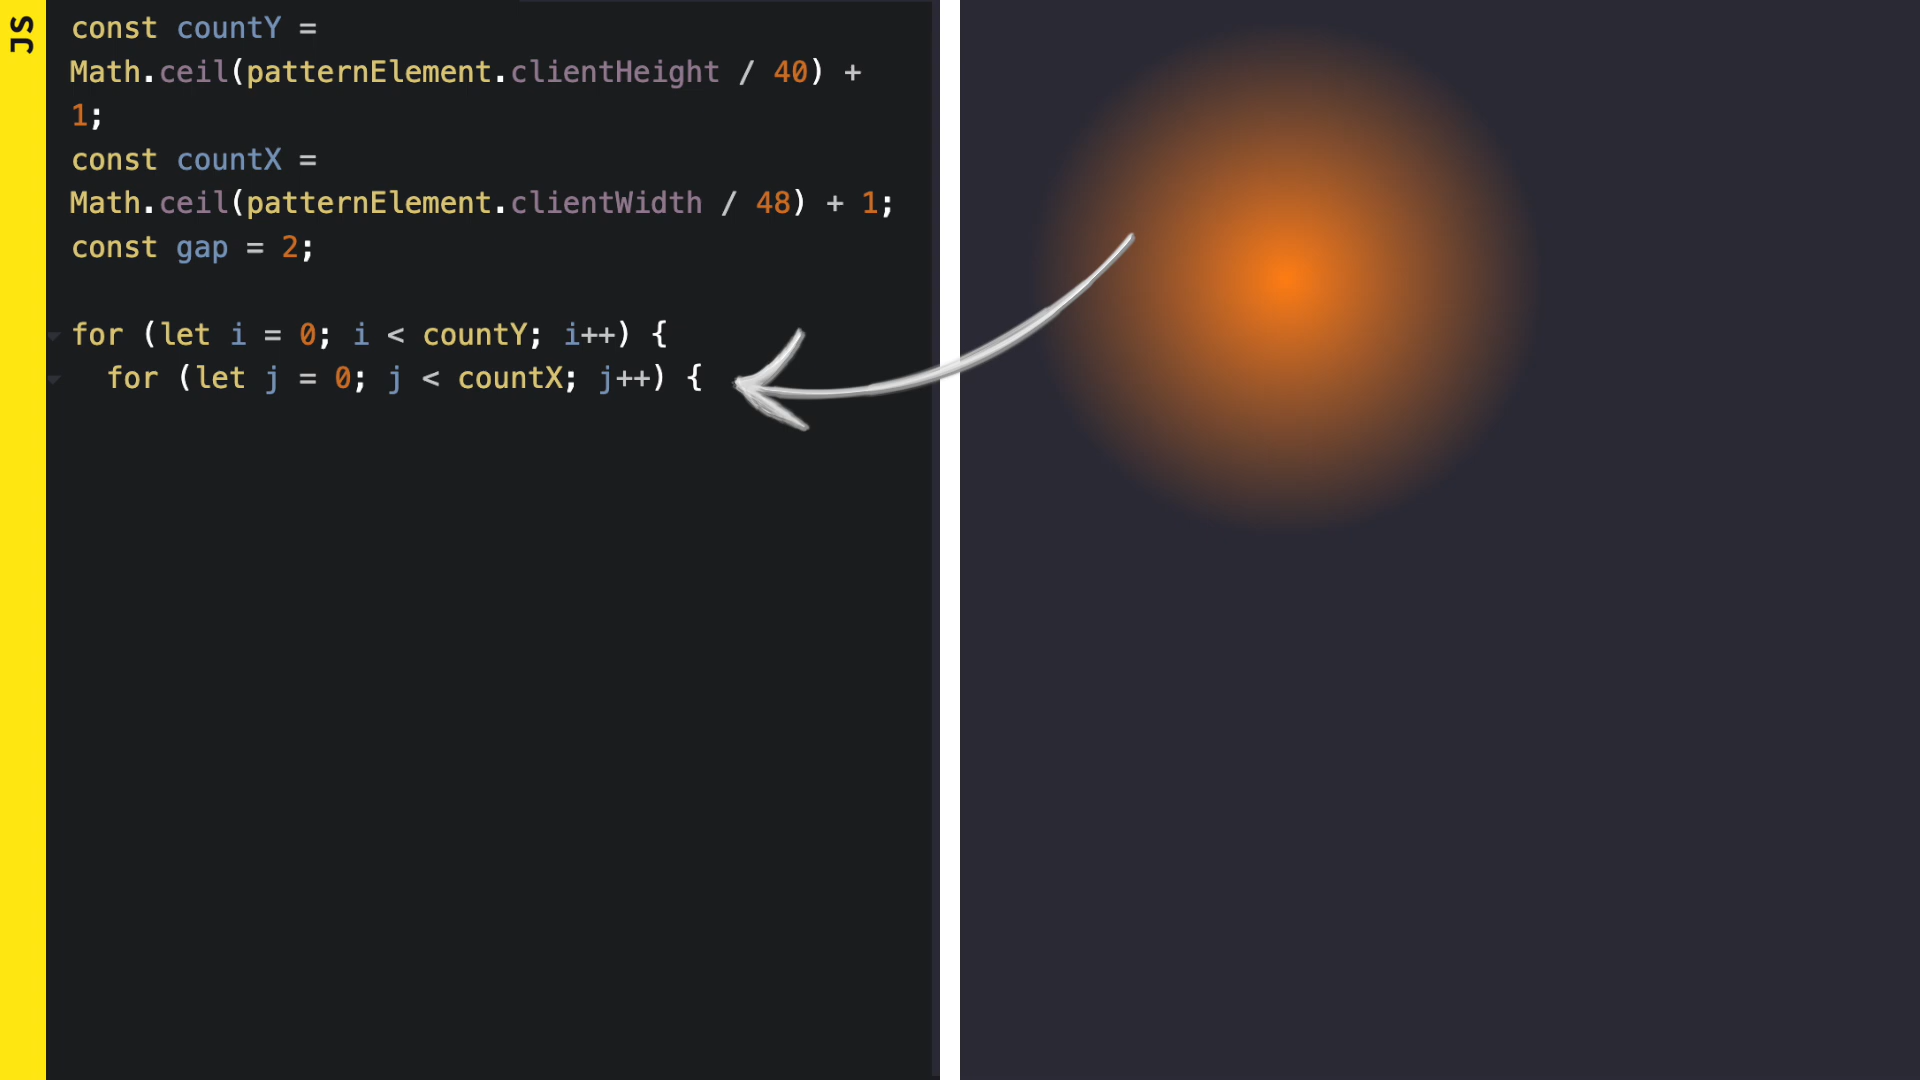 JS
const countY =
Math.ceil(patternElement.clientHeight / 40) +
1;
const countX =
Math.ceil(patternElement.clientWidth / 48) + 1;
const gap = 2;
for (let i = 0; i < countY; i++) {
for (let j = 0; j < countX; j++) {